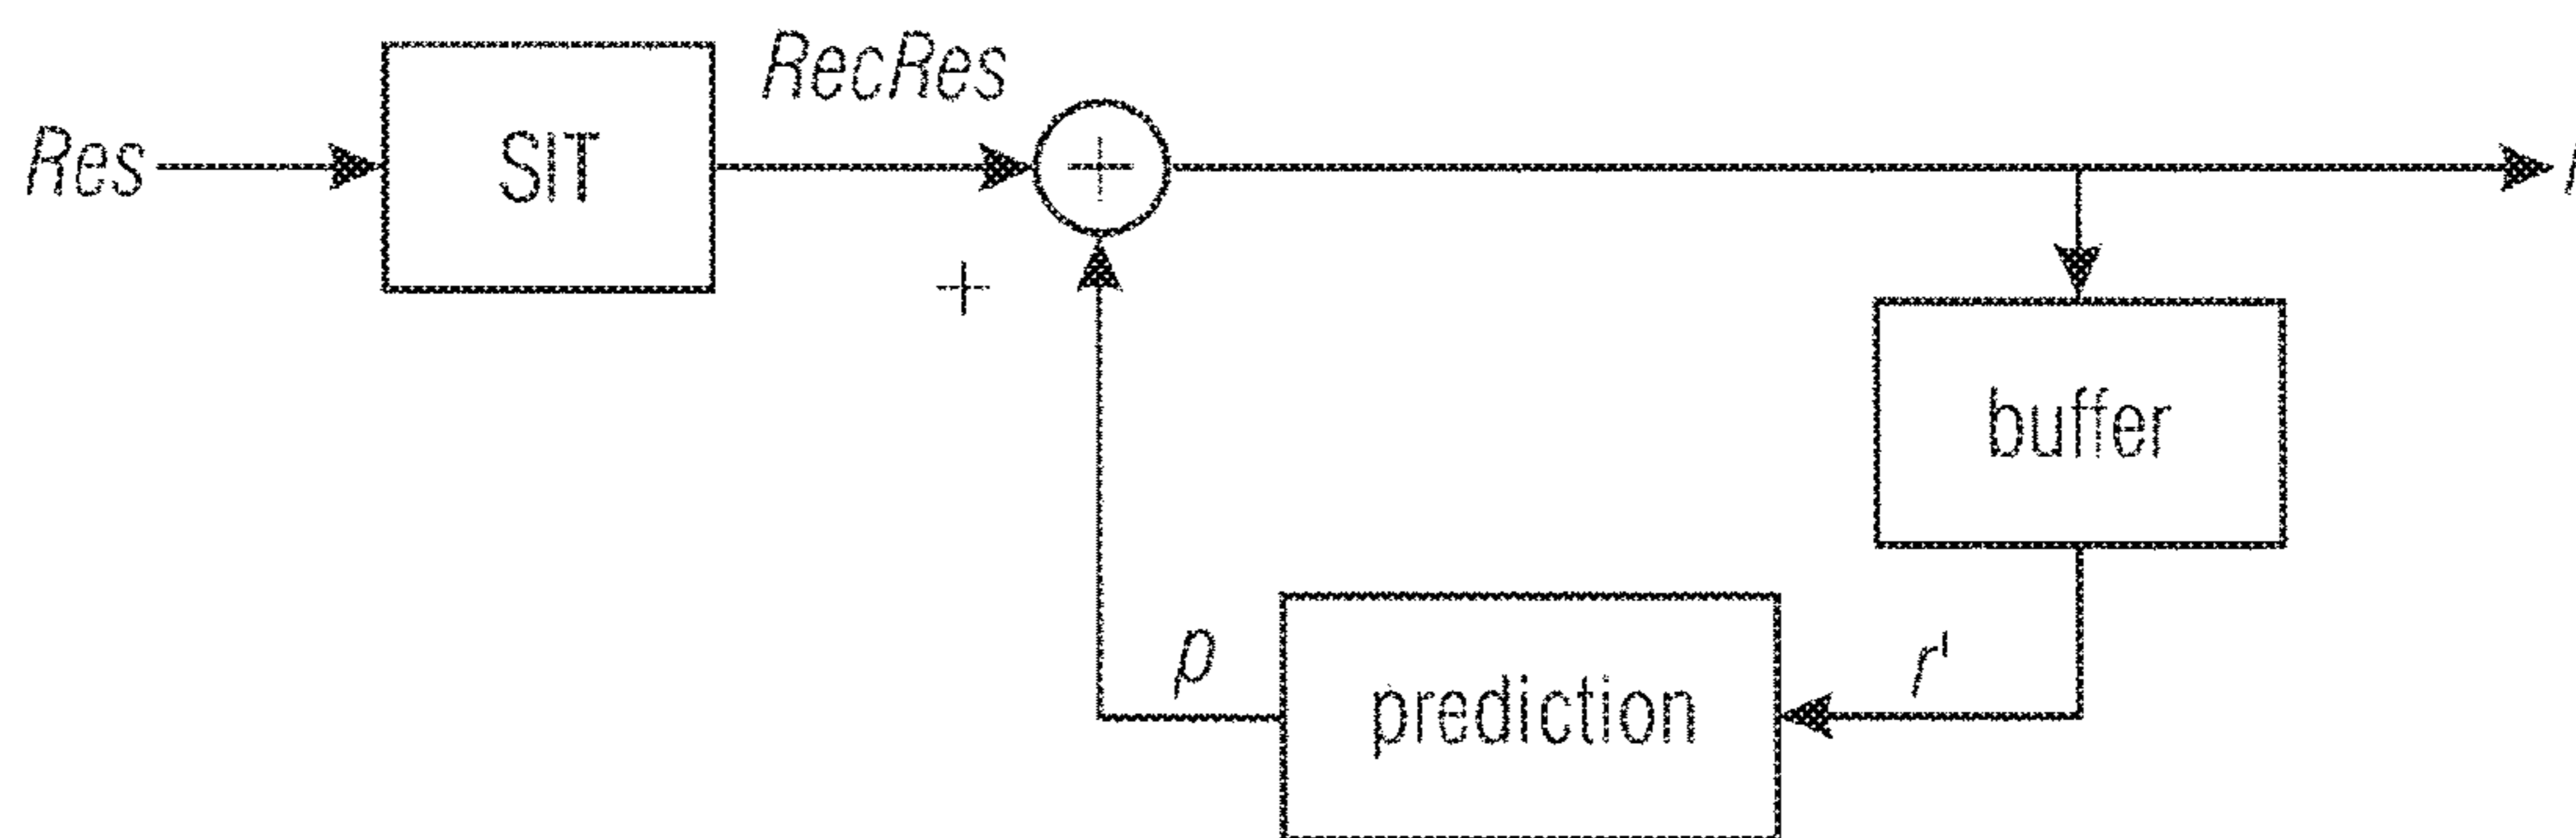 RecRes
Res
SIT
+
+
buffer
p
r'
prediction